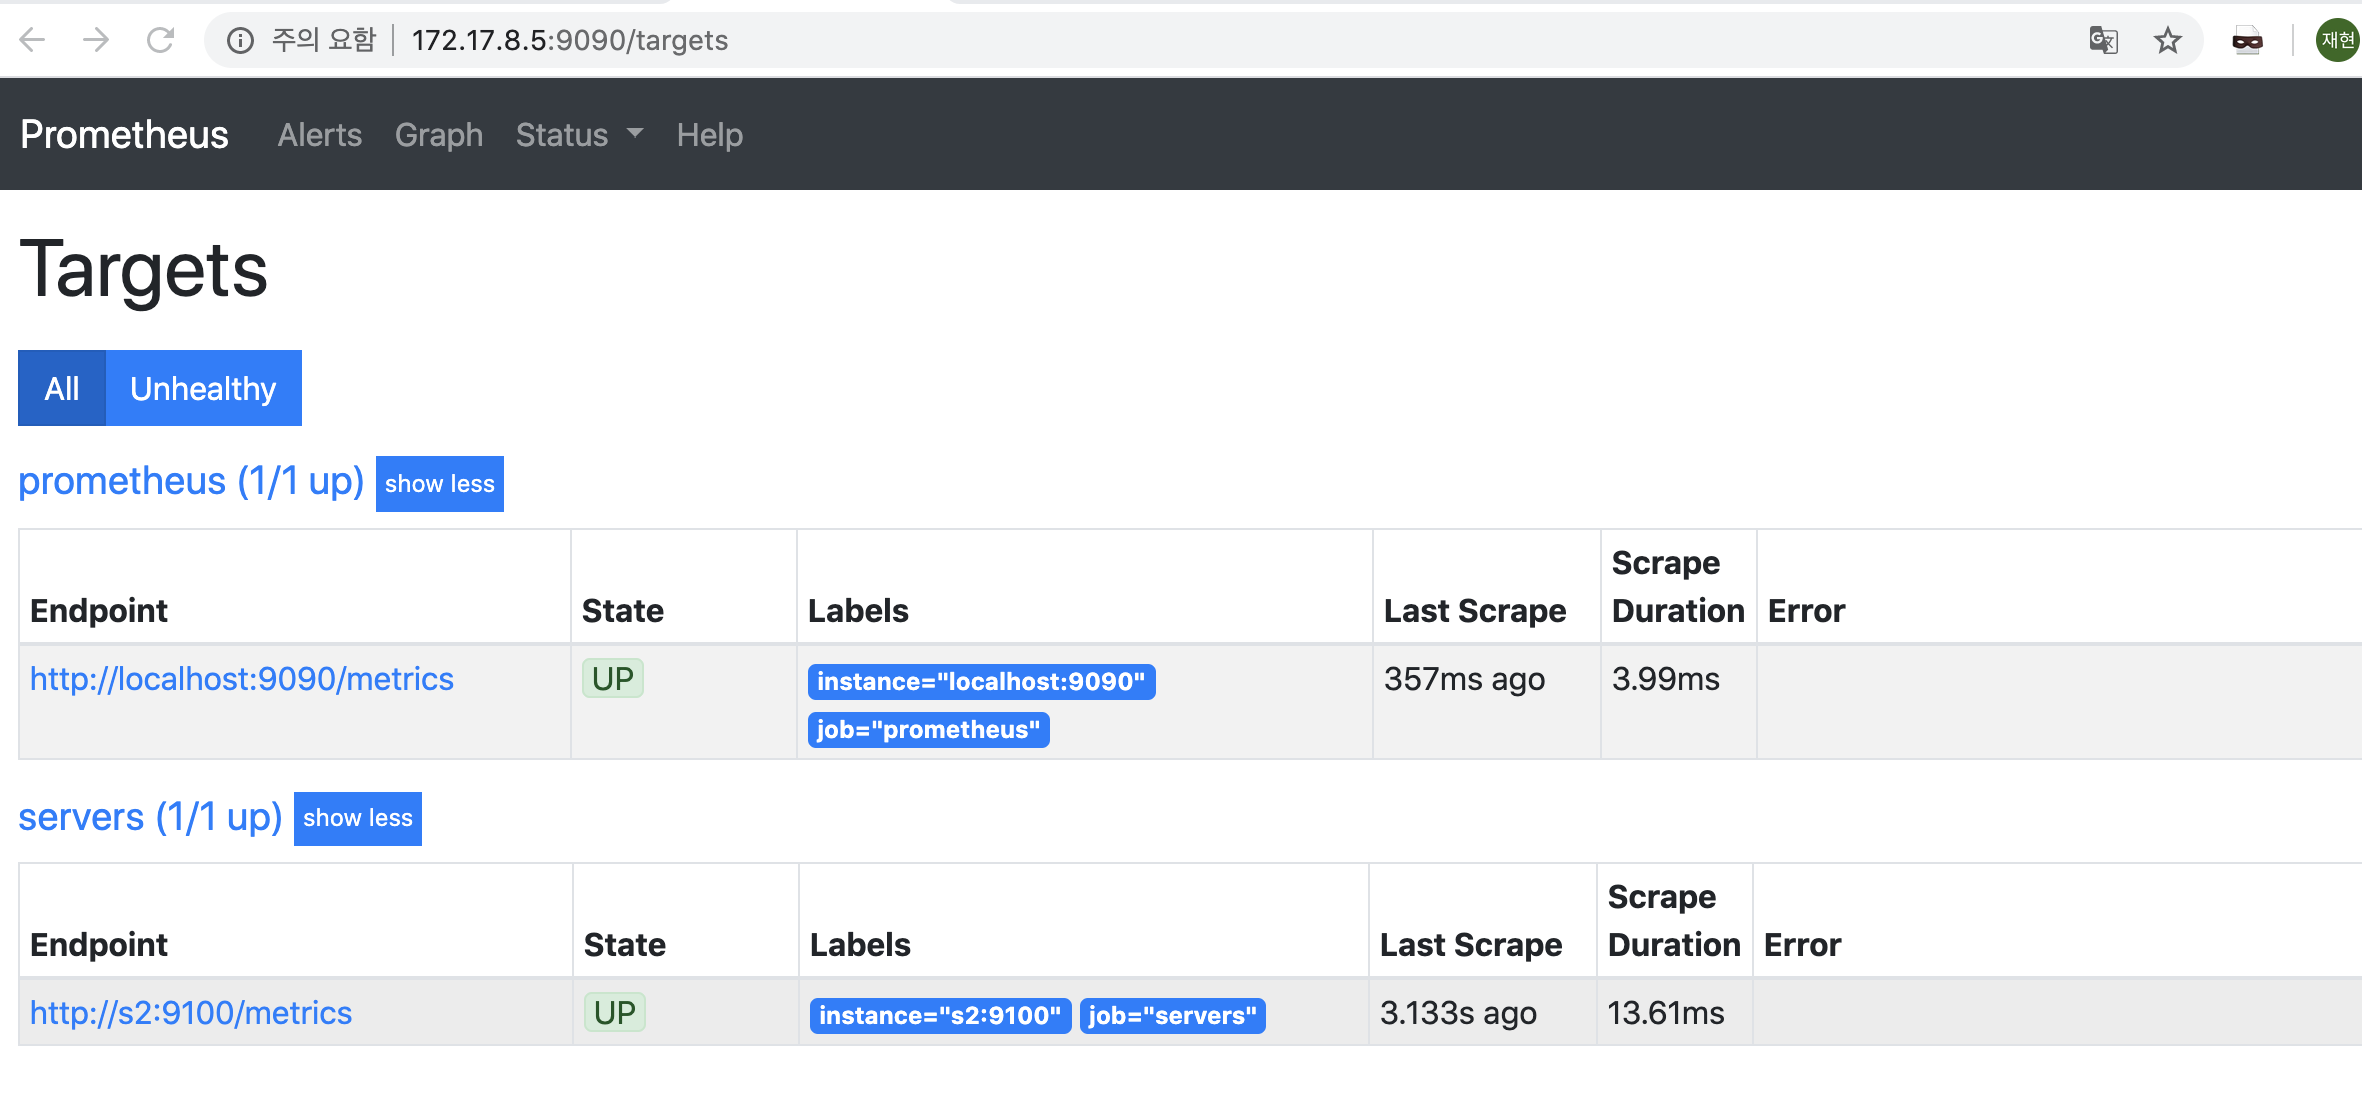 주의 요함 172.17.8.5:9090/targets
재현
Prometheus Alerts Graph Status Help
Targets
All Unhealthy
prometheus (1/1 up) show less
Endpoint State Labels Last Scrape Scrape Duration Error
http://localhost:9090/metrics UP instance="localhost:9090" 357ms ago 3.99ms
job="prometheus"
servers (1/1 up) show less
Endpoint State Labels Last Scrape Scrape Duration Error
http://s2:9100/metrics UP instance="s2:9100" job="servers" 3.133s ago 13.61ms